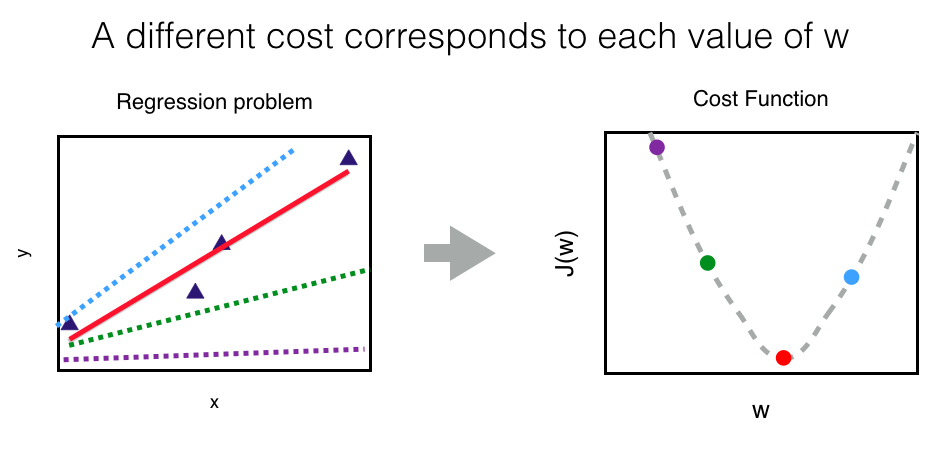 A different cost corresponds to each value of w
Regression problem
Cost Function
y
x
J(w)
w